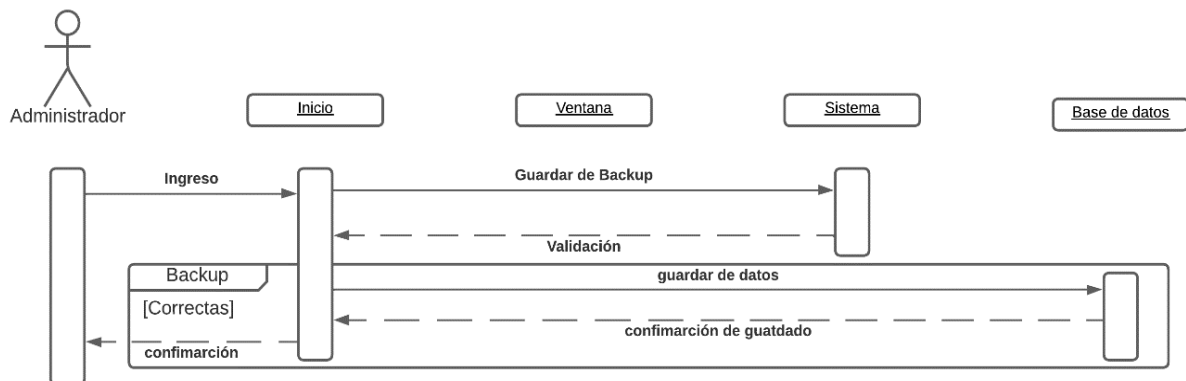 Administrador
Inicio
Ventana
Sistema
Base de datos
Ingreso
Guardar de Backup
Validación
Backup
guardar de datos
[Correctas]
confimarción de guatdado
confimarción